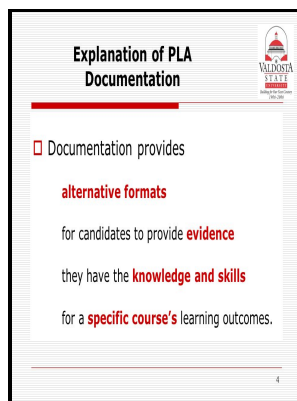 Explanation of PLA
Documentation
VALDOSTA
STATE
UNIVERSITY
Documentation provides
alternative formats
for candidates to provide evidence
they have the knowledge and skills
for a specific course's learning outcomes.
4